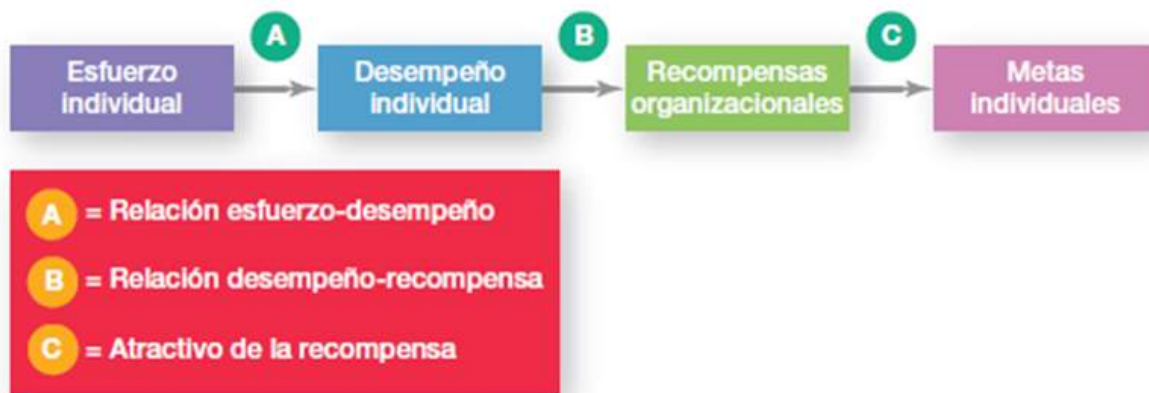 A
B
C
Esfuerzo
individual
Desempeño
individual
Recompensas
organizacionales
Metas
individuales
A = Relación esfuerzo-desempeño
B = Relación desempeño-recompensa
C = Atractivo de la recompensa